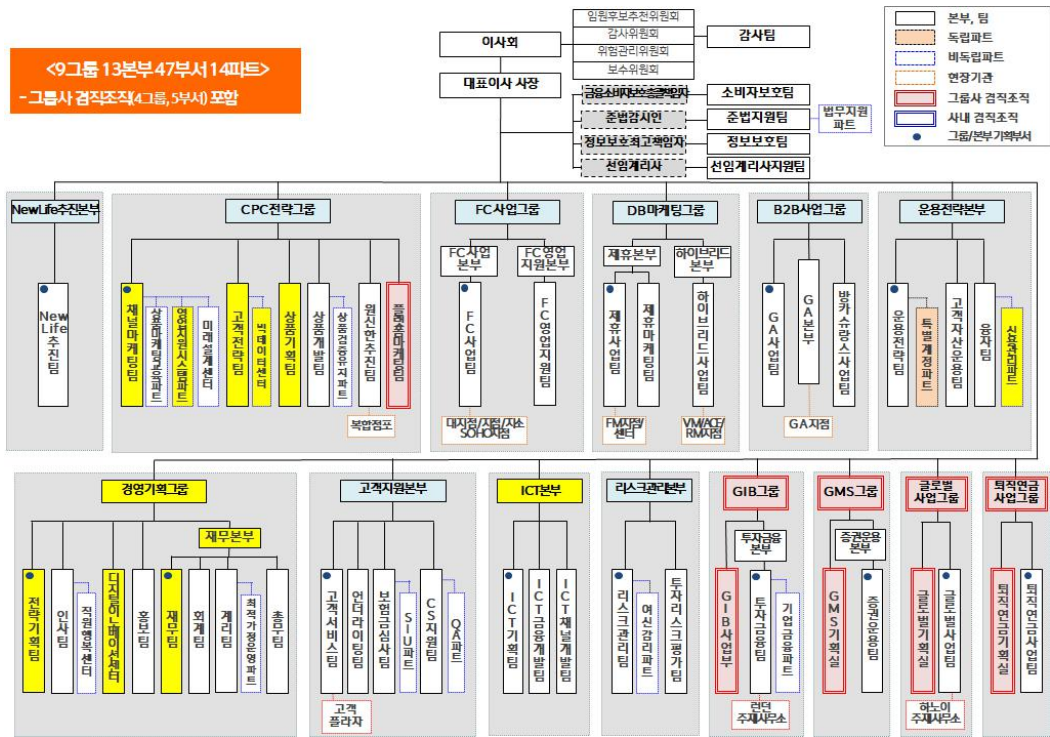 <9그룹 13본부 47부서 14파트>
- 그룹사 겸직조직(4그룹, 5부서) 포함
이사회
임원후보추천위원회
감사위원회
위험관리위원회
보수위원회
감사팀
대표이사 사장
금융소비자보호총괄책임자
소비자보호팀
준법감시인
준법지원팀
법무지원
파트
정보보호최고책임자
정보보호팀
선임계리사
선임계리사지원팀
본부, 팀
독립파트
비독립파트
현장기관
그룹사 겸직조직
사내 겸직조직
그룹/본부 기획부서
NewLife추진본부
New
Life
추진팀
CPC전략그룹
채널마케팅팀
상품마케팅교육파트
영업지원시스템파트
미래설계센터
고객전략팀
빅데이터센터
상품기획팀
상품개발팀
상품검증유지파트
원신한추진팀
복합점포
플랫폼마케팅팀
FC사업그룹
FC사업
본부
FC영업
지원본부
FC사업팀
FC영업지원팀
대지점/지점/지소
SOHO지점
DB마케팅그룹
제휴본부
하이브리드
본부
제휴사업팀
제휴마케팅팀
하이브리드사업팀
FM지점/
센터
VM/ACE/
RM지점
B2B사업그룹
GA사업팀
GA본부
방카슈랑스사업팀
GA지점
운용전략본부
운용전략팀
특별계정파트
고객자산운용팀
융자팀
신용관리파트
경영기획그룹
재무본부
전략기획팀
인사팀
직원행복센터
디지털이노베이션센터
홍보팀
재무팀
회계팀
계리팀
최적가정운영파트
총무팀
고객지원본부
고객서비스팀
언더라이팅팀
보험금심사팀
SIU파트
CS지원팀
QA파트
고객
플라자
ICT본부
ICT기획팀
ICT금융개발팀
ICT채널개발팀
리스크관리본부
리스크관리팀
여신감리파트
투자리스크평가팀
GIB그룹
투자금융
본부
GIB사업부
투자금융팀
기업금융파트
런던
주재사무소
GMS그룹
증권운용
본부
GMS기획실
증권운용팀
글로벌
사업그룹
글로벌기획실
글로벌사업팀
하노이
주재사무소
퇴직연금
사업그룹
퇴직연금기획실
퇴직연금사업팀